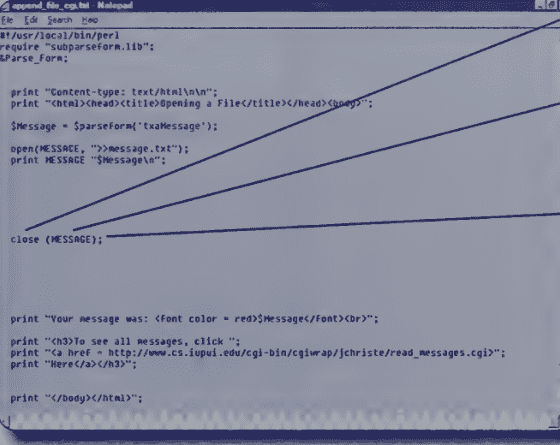 append_file_cgi.txt - Notepad
File Edit Search Help
#!/usr/local/bin/perl
require "subparseform.lib";
&Parse_Form;
print "Content-type: text/html\n\n";
print "<html><head><title>Opening a File</title></head><body>";
$Message = $parseform{'txaMessage'};
open(MESSAGE, ">>message.txt");
print MESSAGE "$Message\n";
close (MESSAGE);
print "Your message was: <font color = red>$Message</font><br>";
print "<h3>To see all messages, click ";
print "<a href = http://www.cs.iupui.edu/cgi-bin/cgiwrap/jchriste/read_messages.cgi>";
print "Here</a></h3>";
print "</body></html>";